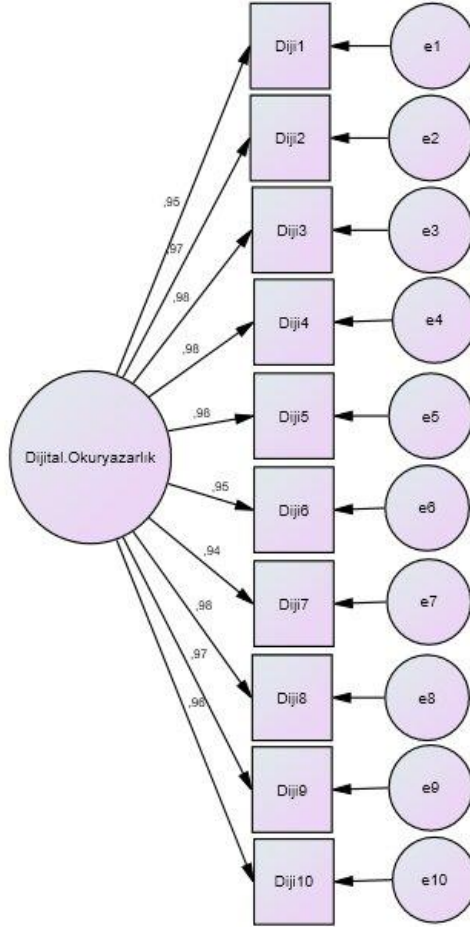 Diji1
e1
Diji2
e2
,95
,97
Diji3
e3
,98
Diji4
e4
,98
Diji5
e5
,98
Dijital.Okuryazarlık
Diji6
e6
,95
Diji7
e7
,94
Diji8
e8
,98
,97
Diji9
e9
,96
Diji10
e10